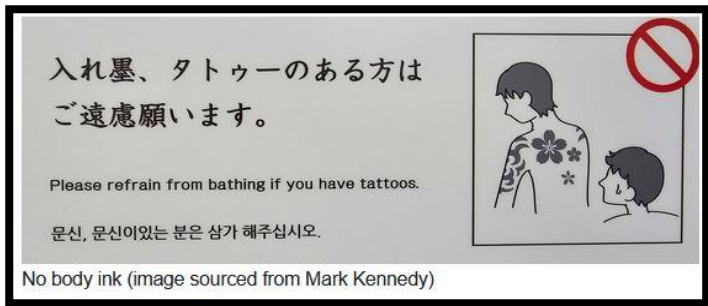 入れ墨、タトゥーのある方は
ご遠慮願います。
Please refrain from bathing if you have tattoos.
문신, 문신이있는 분은 삼가 해주십시오.
No body ink (image sourced from Mark Kennedy)